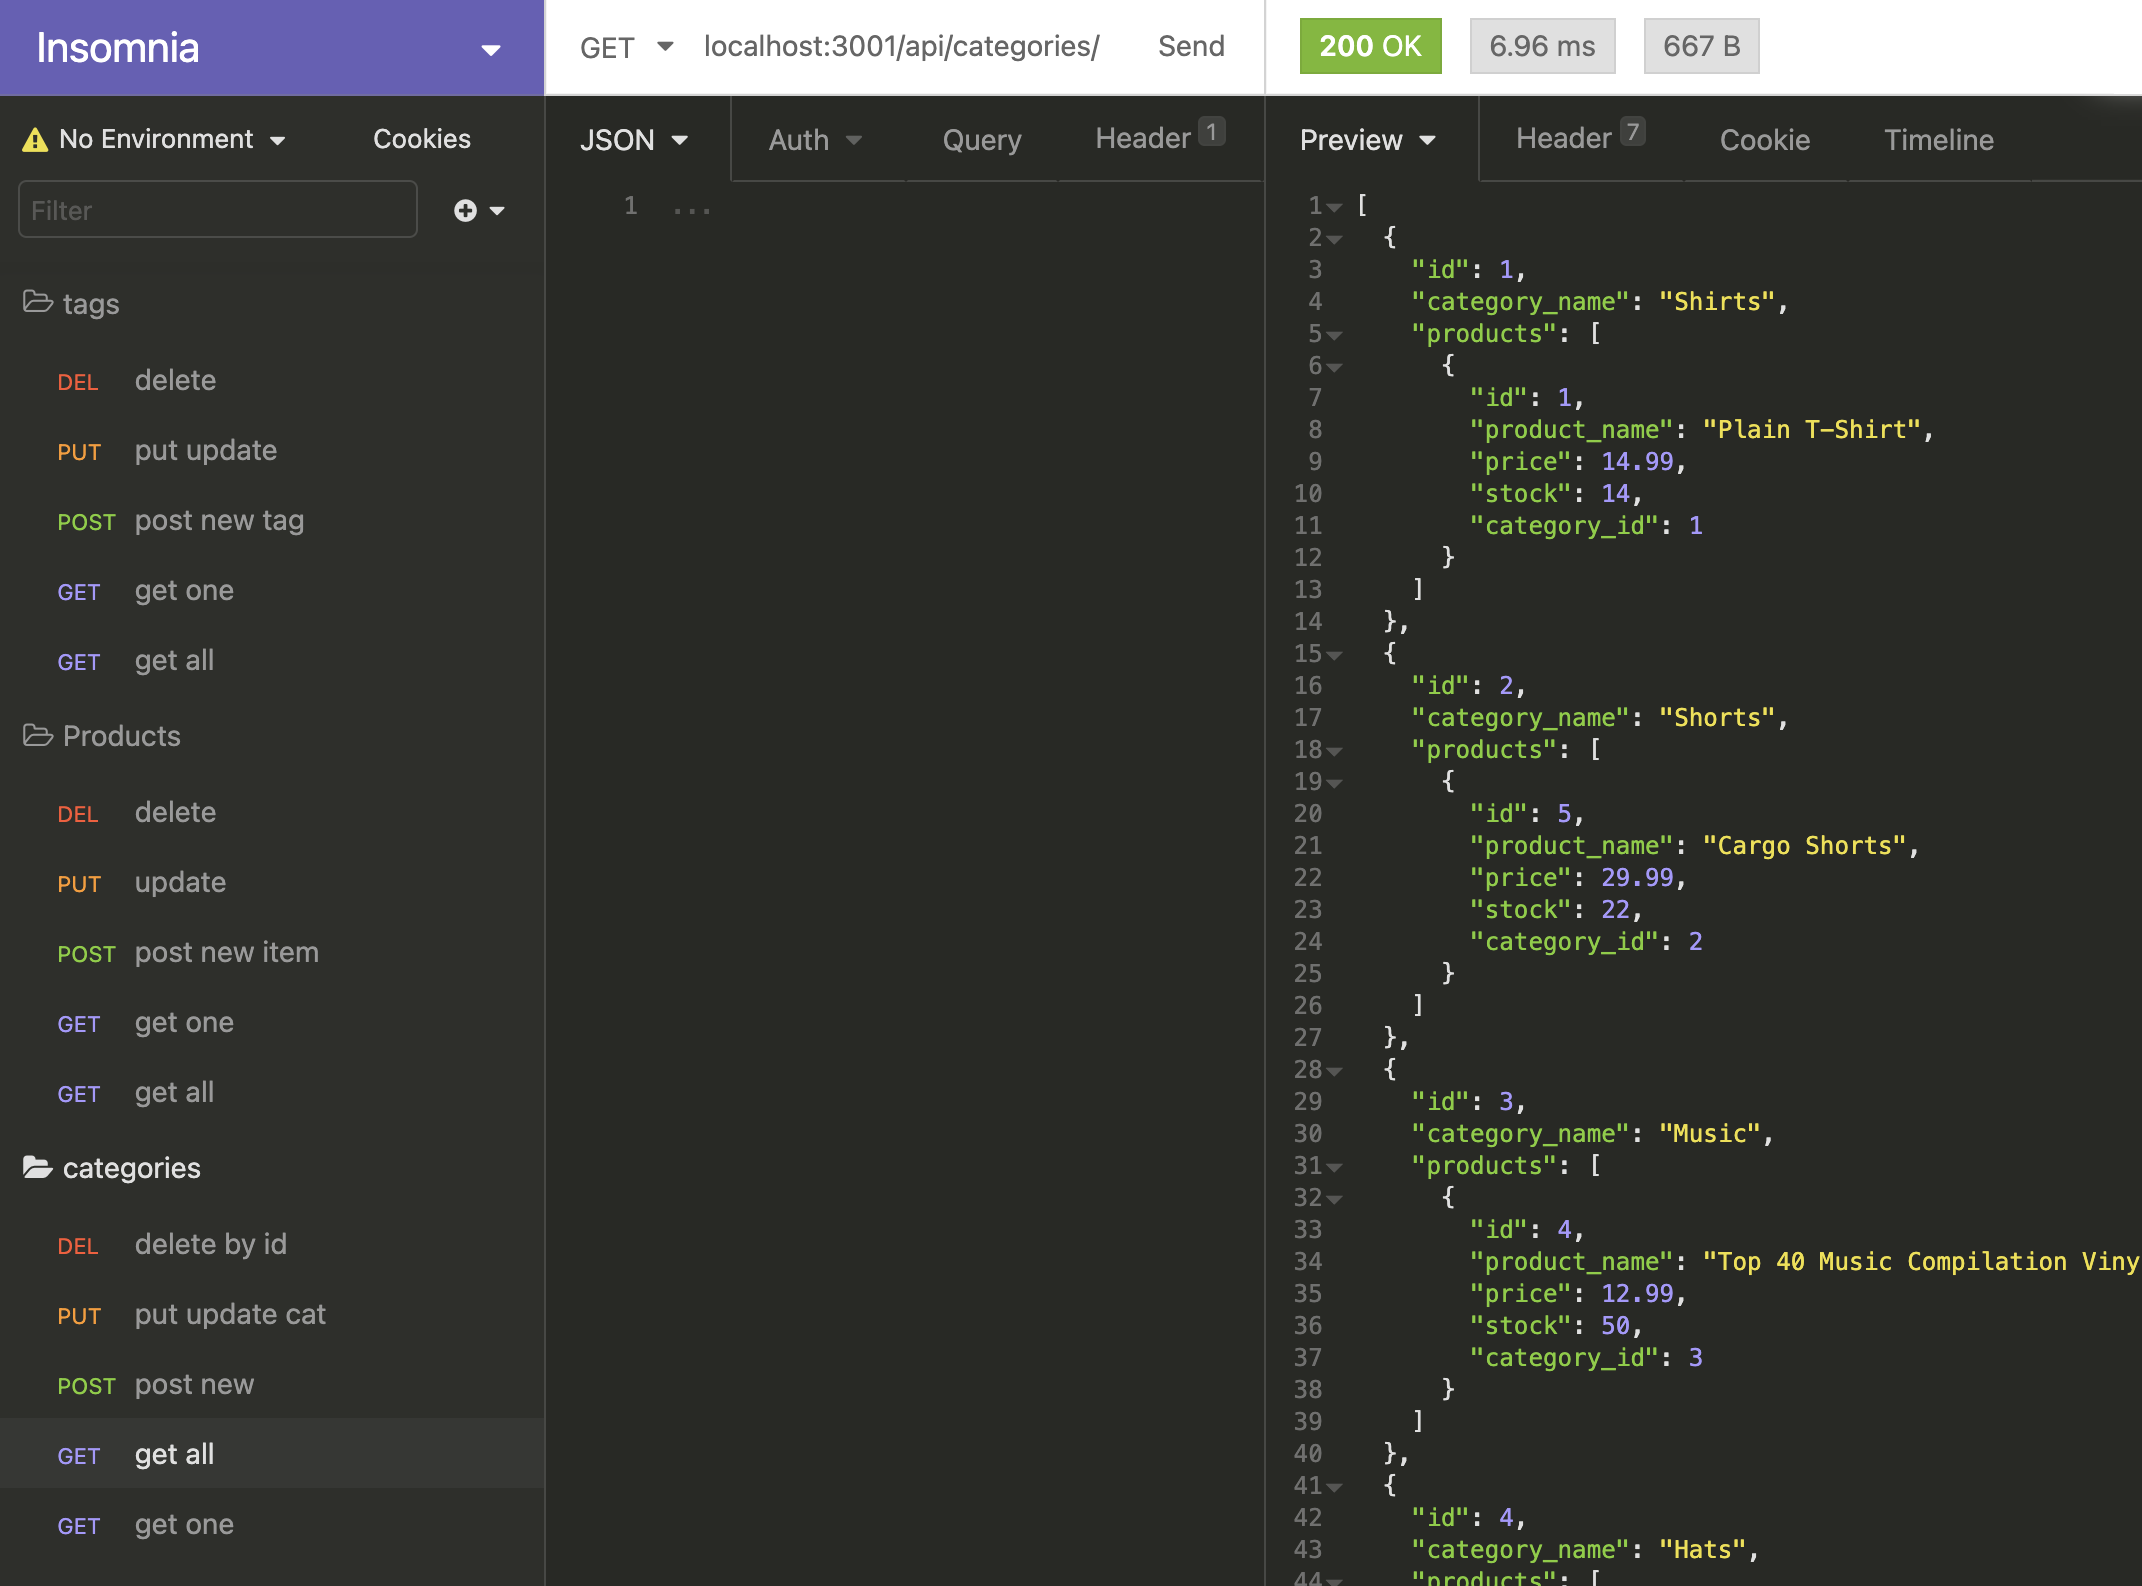 Insomnia
GET localhost:3001/api/categories/ Send
200 OK 6.96 ms 667 B
No Environment Cookies
Filter
tags
DEL delete
PUT put update
POST post new tag
GET get one
GET get all
Products
DEL delete
PUT update
POST post new item
GET get one
GET get all
categories
DEL delete by id
PUT put update cat
POST post new
GET get all
GET get one
JSON Auth Query Header 1
1 ...
Preview Header 7 Cookie Timeline
1 [
2 {
3 "id": 1,
4 "category_name": "Shirts",
5 "products": [
6 {
7 "id": 1,
8 "product_name": "Plain T-Shirt",
9 "price": 14.99,
10 "stock": 14,
11 "category_id": 1
12 }
13 ]
14 },
15 {
16 "id": 2,
17 "category_name": "Shorts",
18 "products": [
19 {
20 "id": 5,
21 "product_name": "Cargo Shorts",
22 "price": 29.99,
23 "stock": 22,
24 "category_id": 2
25 }
26 ]
27 },
28 {
29 "id": 3,
30 "category_name": "Music",
31 "products": [
32 {
33 "id": 4,
34 "product_name": "Top 40 Music Compilation Viny
35 "price": 12.99,
36 "stock": 50,
37 "category_id": 3
38 }
39 ]
40 },
41 {
42 "id": 4,
43 "category_name": "Hats",
44 "products": [